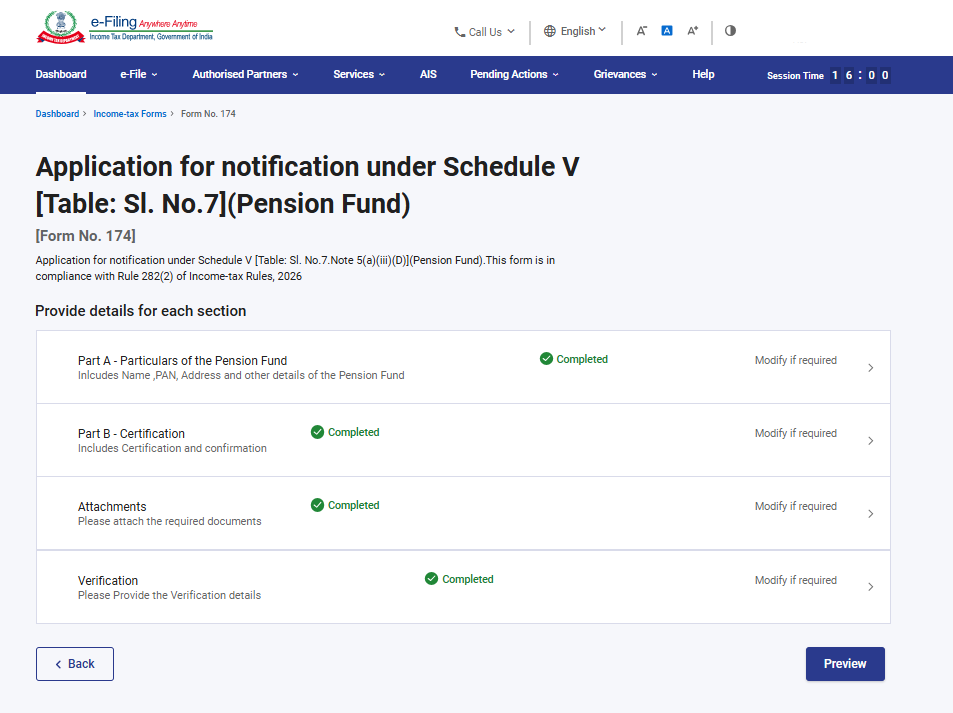 e-Filing Anywhere Anytime
Income Tax Department, Government of India
Call Us
English
A-
A
A+
Dashboard
e-File
Authorised Partners
Services
AIS
Pending Actions
Grievances
Help
Session Time 1 6 : 0 0
Dashboard > Income-tax Forms > Form No. 174
Application for notification under Schedule V
[Table: Sl. No.7](Pension Fund)
[Form No. 174]
Application for notification under Schedule V [Table: Sl. No.7.Note 5(a)(iii)(D)](Pension Fund).This form is in
compliance with Rule 282(2) of Income-tax Rules, 2026
Provide details for each section
Part A - Particulars of the Pension Fund
Inlcudes Name ,PAN, Address and other details of the Pension Fund
Completed
Modify if required
Part B - Certification
Includes Certification and confirmation
Completed
Modify if required
Attachments
Please attach the required documents
Completed
Modify if required
Verification
Please Provide the Verification details
Completed
Modify if required
Back
Preview